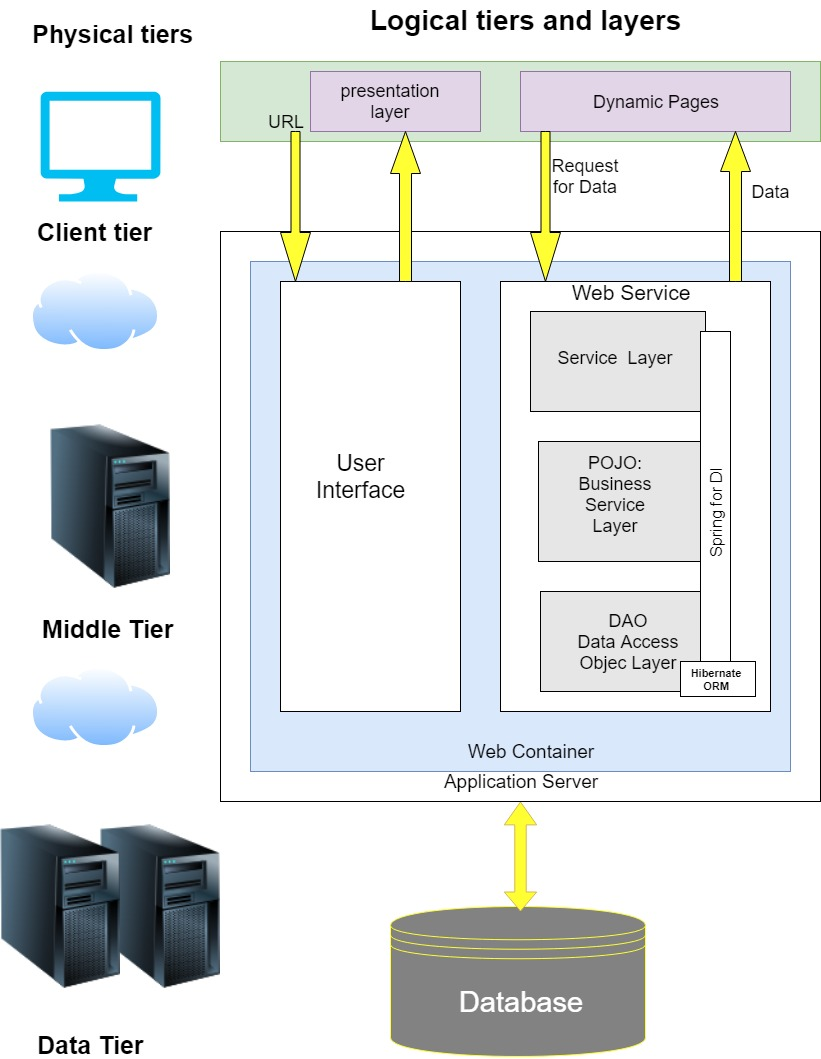 Logical tiers and layers
Physical tiers
presentation
layer
Dynamic Pages
URL
Request
for Data
Data
Client tier
Web Service
Service Layer
User
Interface
POJO:
Business
Service
Layer
Spring for DI
DAO
Data Access
Objec Layer
Hibernate
ORM
Middle Tier
Web Container
Application Server
Database
Data Tier